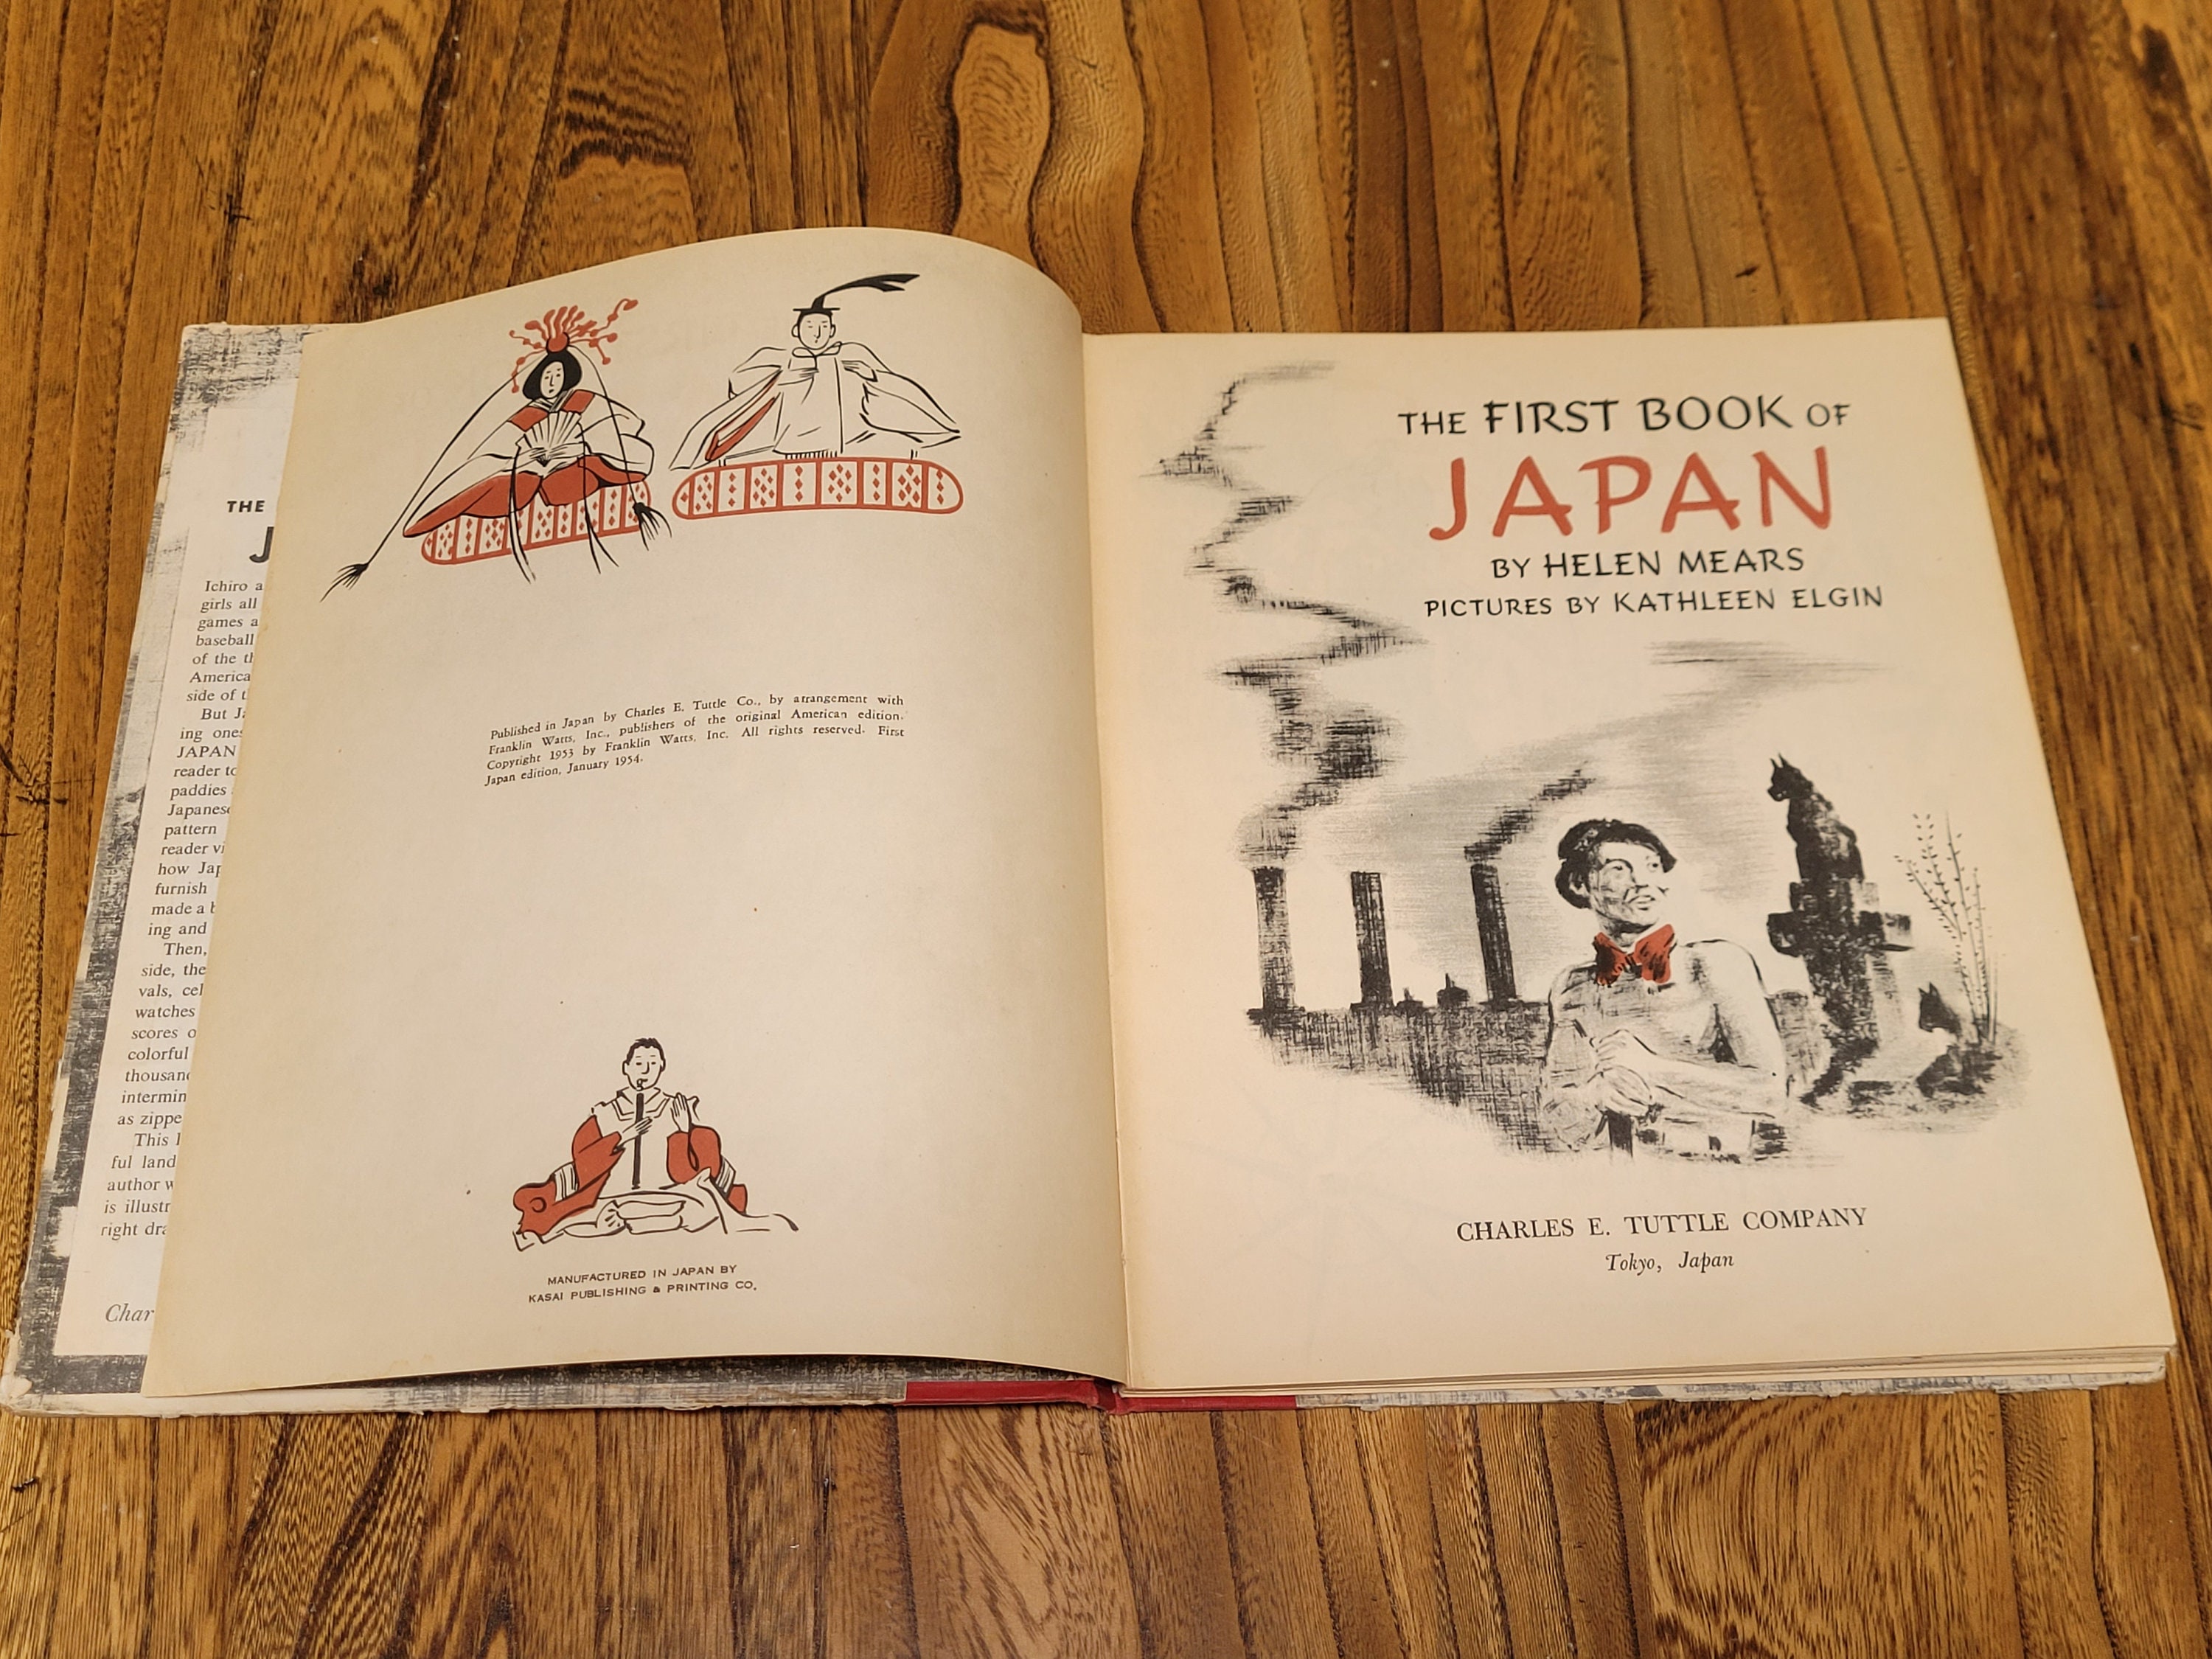 THE
J
Ichiro a
girls all
games a
baseball
of the th
America
side of t
But Ja
ing ones
JAPAN
reader to
paddies
Japanese
pattern
reader vi
how Jap
furnish
made a b
ing and
Then,
side, the
vals, cel
watches
scores o
colorful
thousand
intermin
as zippe
This l
ful land
author w
is illustr
right dra
Char
Published in Japan by Charles E. Tuttle Co., by arrangement with
Franklin Watts, Inc., publishers of the original American edition.
Copyright 1953 by Franklin Watts, Inc. All rights reserved. First
Japan edition, January 1954.
MANUFACTURED IN JAPAN BY
KASAI PUBLISHING & PRINTING CO.
THE FIRST BOOK OF
JAPAN
BY HELEN MEARS
PICTURES BY KATHLEEN ELGIN
CHARLES E. TUTTLE COMPANY
Tokyo, Japan